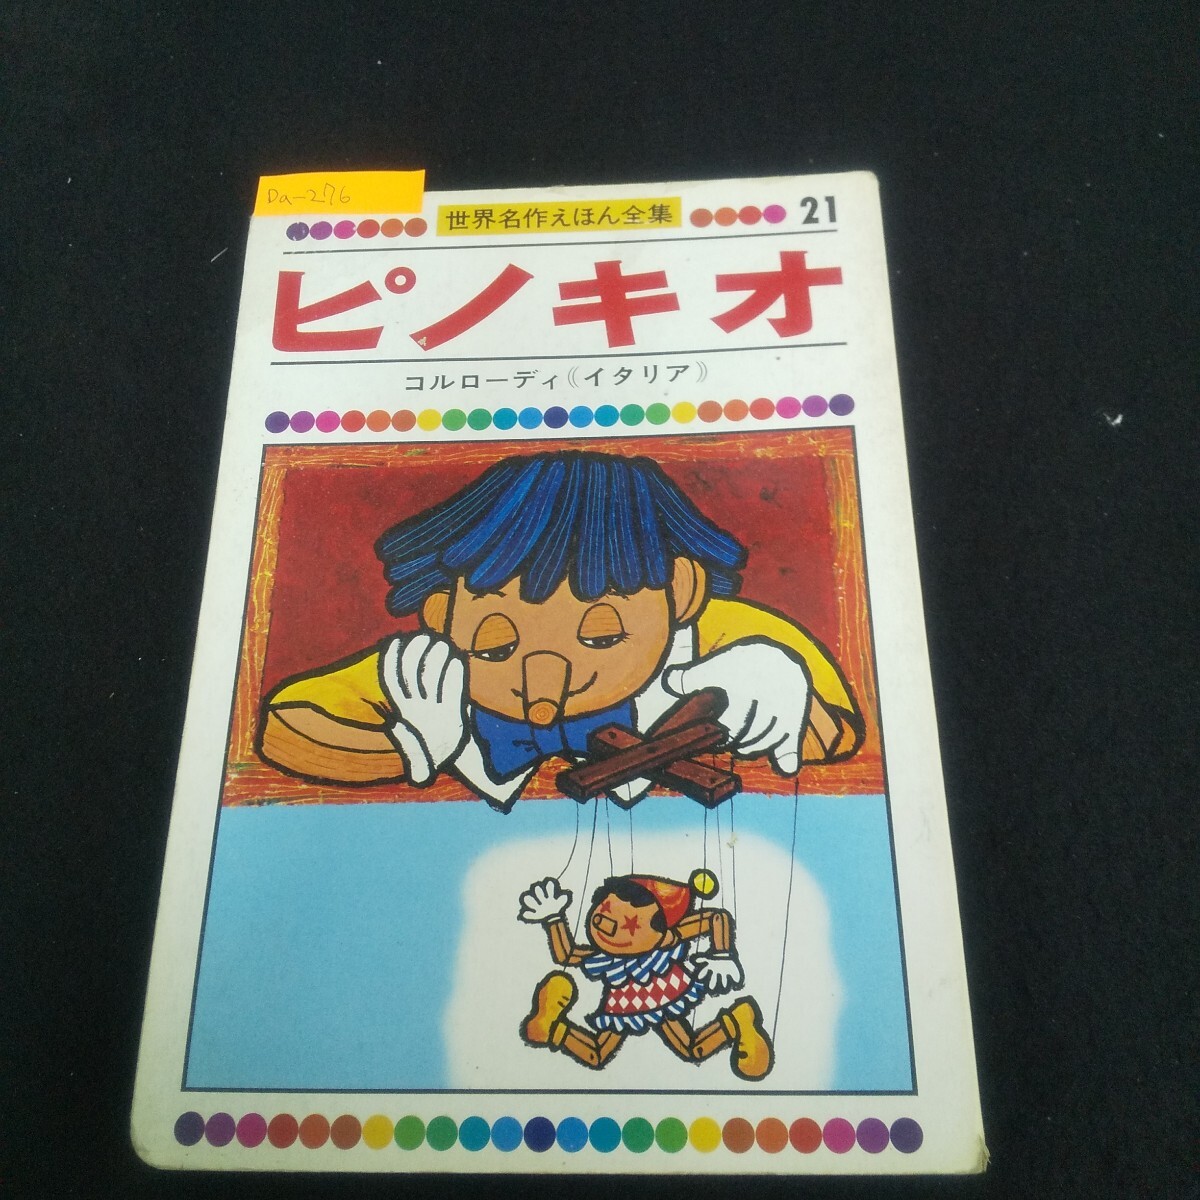 Da-276
世界名作えほん全集
21
ピノキオ
コルローディ《イタリア》